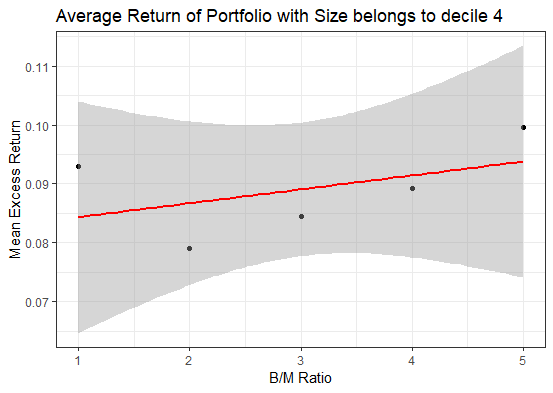 Average Return of Portfolio with Size belongs to decile 4
Mean Excess Return
0.11
0.10
0.09
0.08
0.07
1 2 3 4 5
B/M Ratio